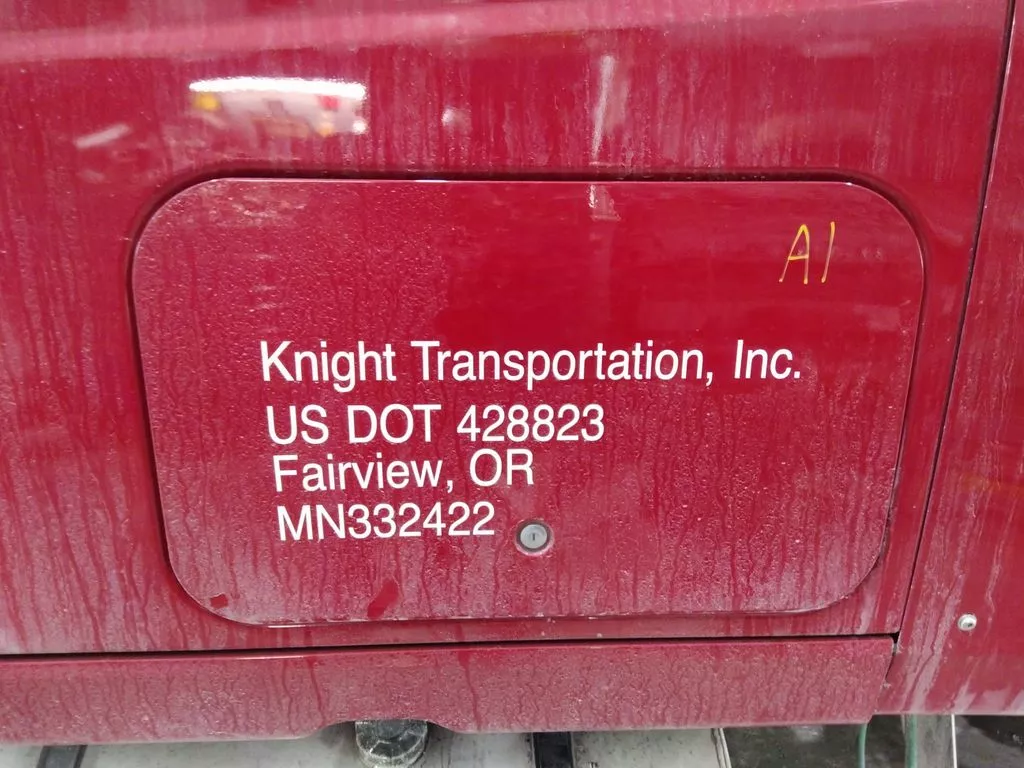 A1
Knight Transportation, Inc.
US DOT 428823
Fairview, OR
MN332422